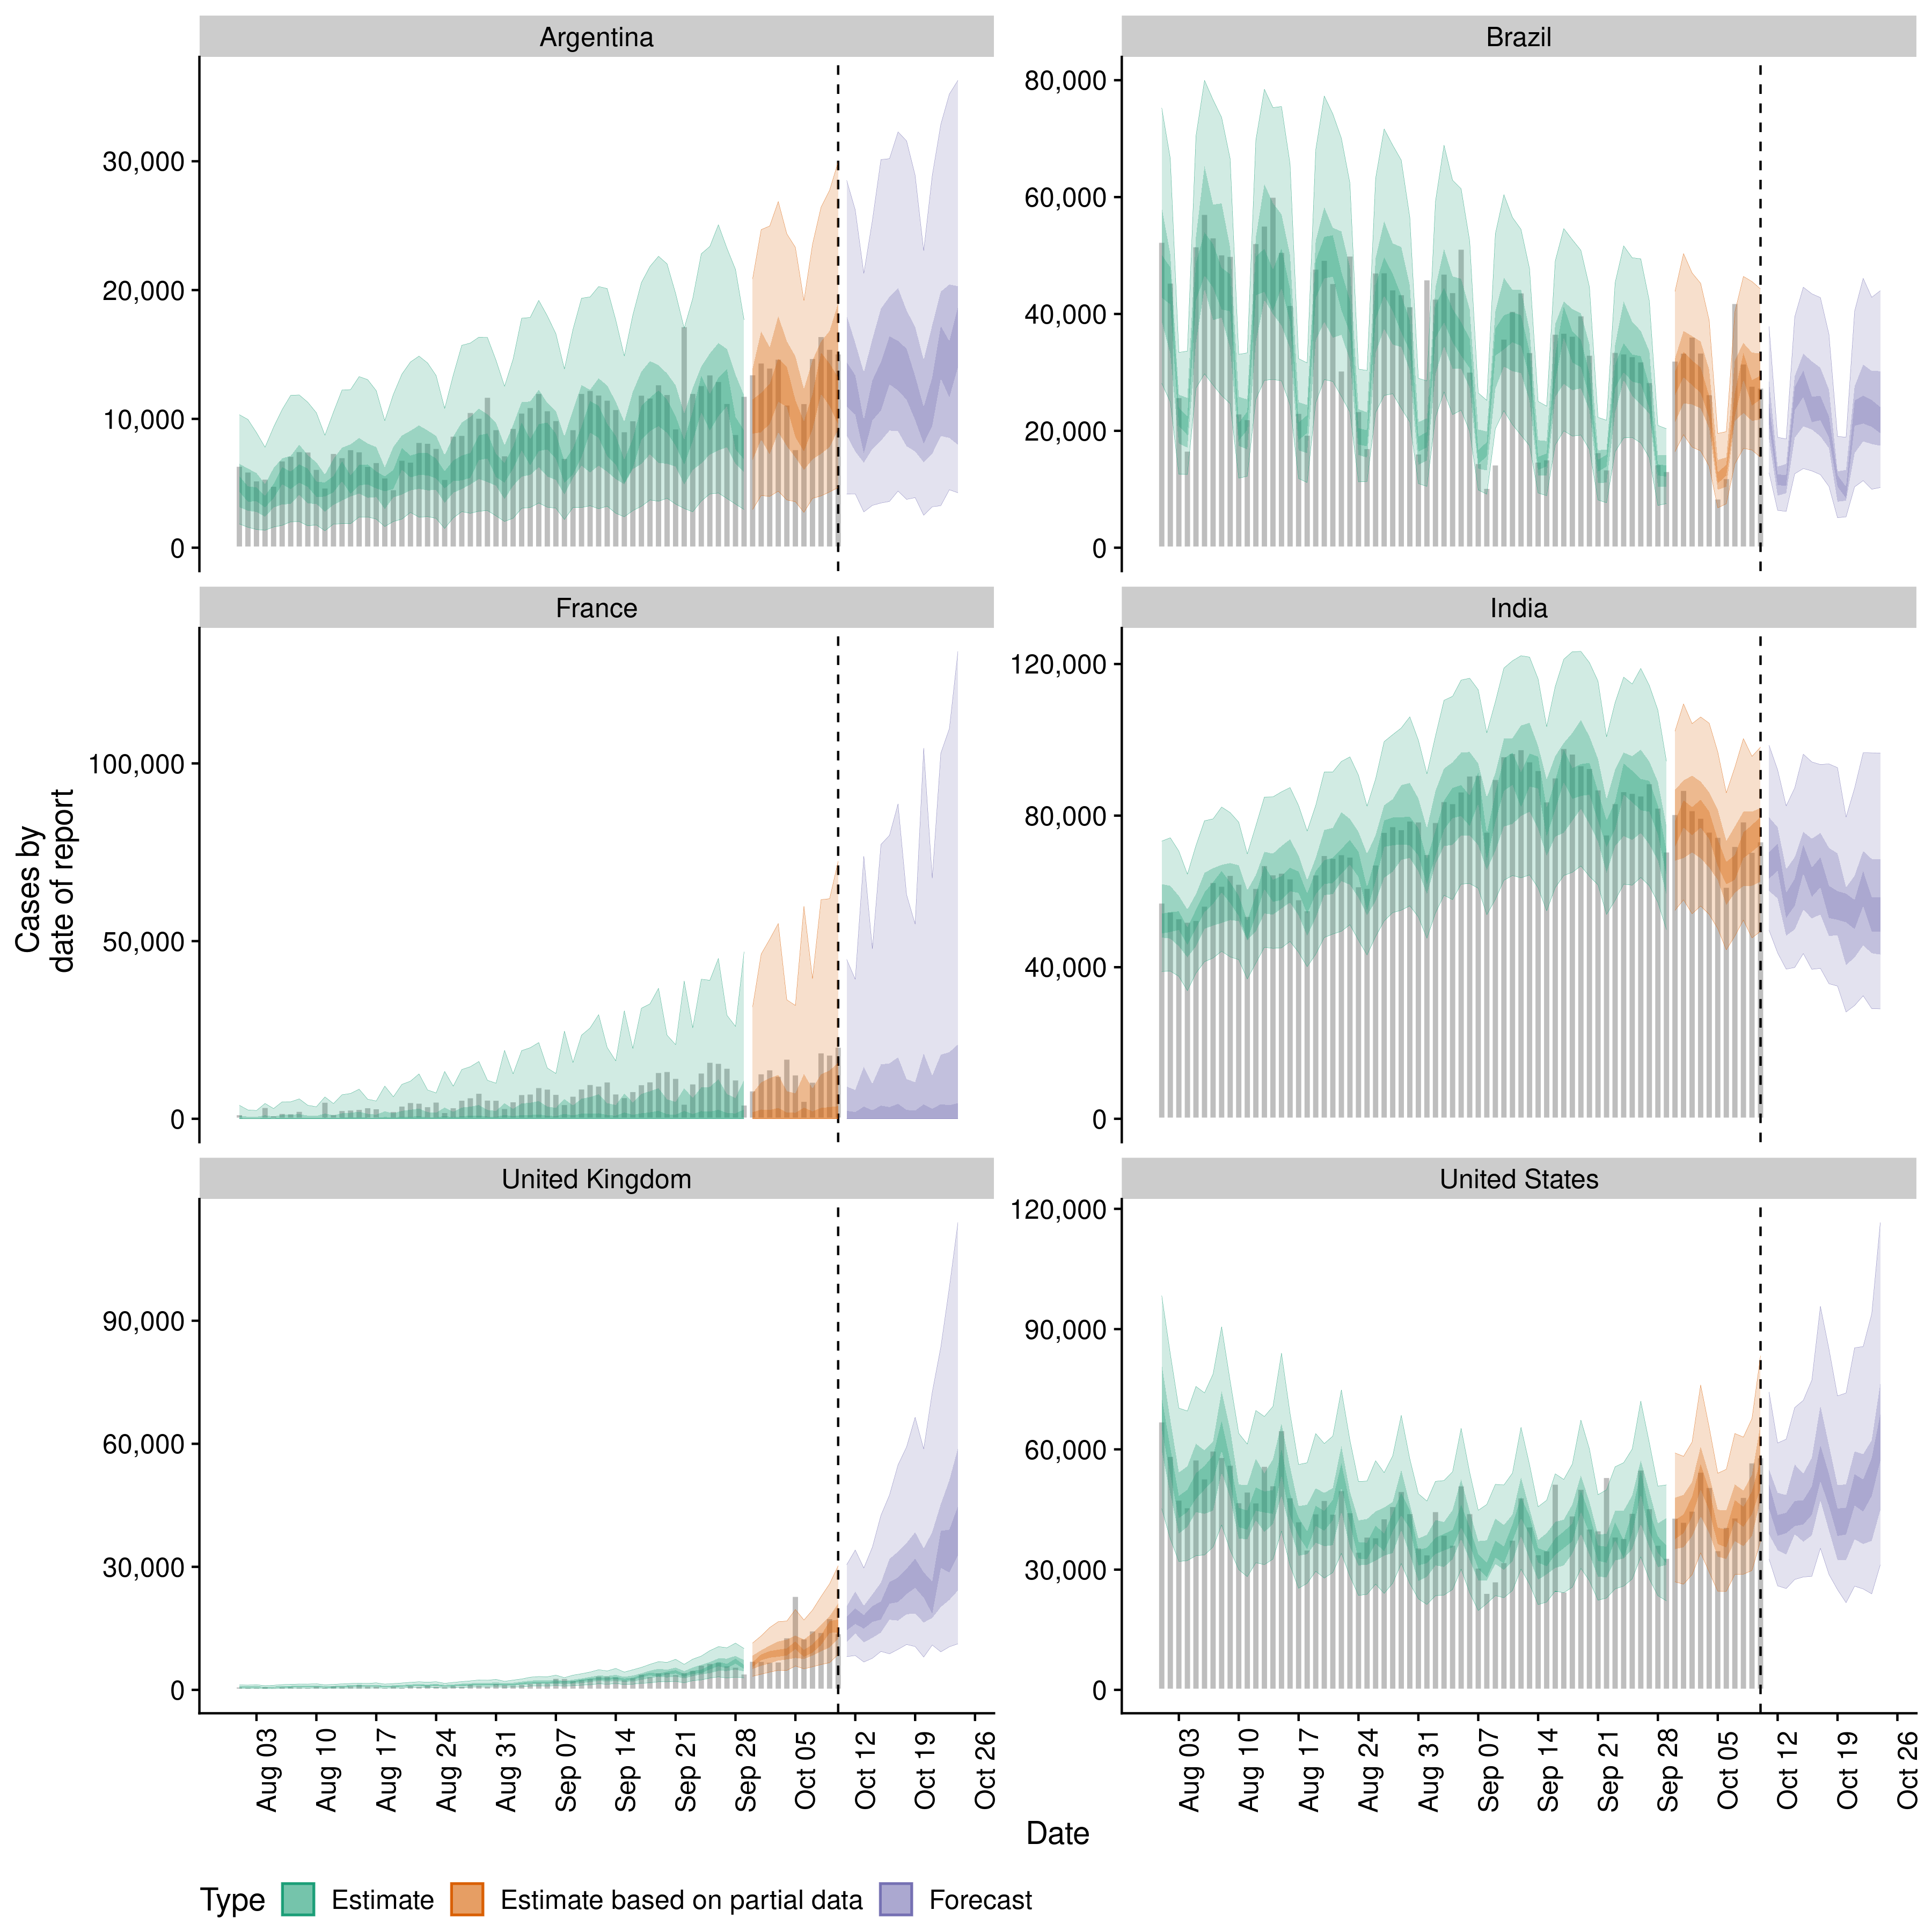 Argentina
Brazil
30,000
20,000
10,000
0
80,000
60,000
40,000
20,000
0
France
India
100,000
50,000
0
120,000
80,000
40,000
0
Cases by
date of report
United Kingdom
United States
90,000
60,000
30,000
0
120,000
90,000
60,000
30,000
0
Aug 03
Aug 10
Aug 17
Aug 24
Aug 31
Sep 07
Sep 14
Sep 21
Sep 28
Oct 05
Oct 12
Oct 19
Oct 26
Aug 03
Aug 10
Aug 17
Aug 24
Aug 31
Sep 07
Sep 14
Sep 21
Sep 28
Oct 05
Oct 12
Oct 19
Oct 26
Date
Type Estimate Estimate based on partial data Forecast